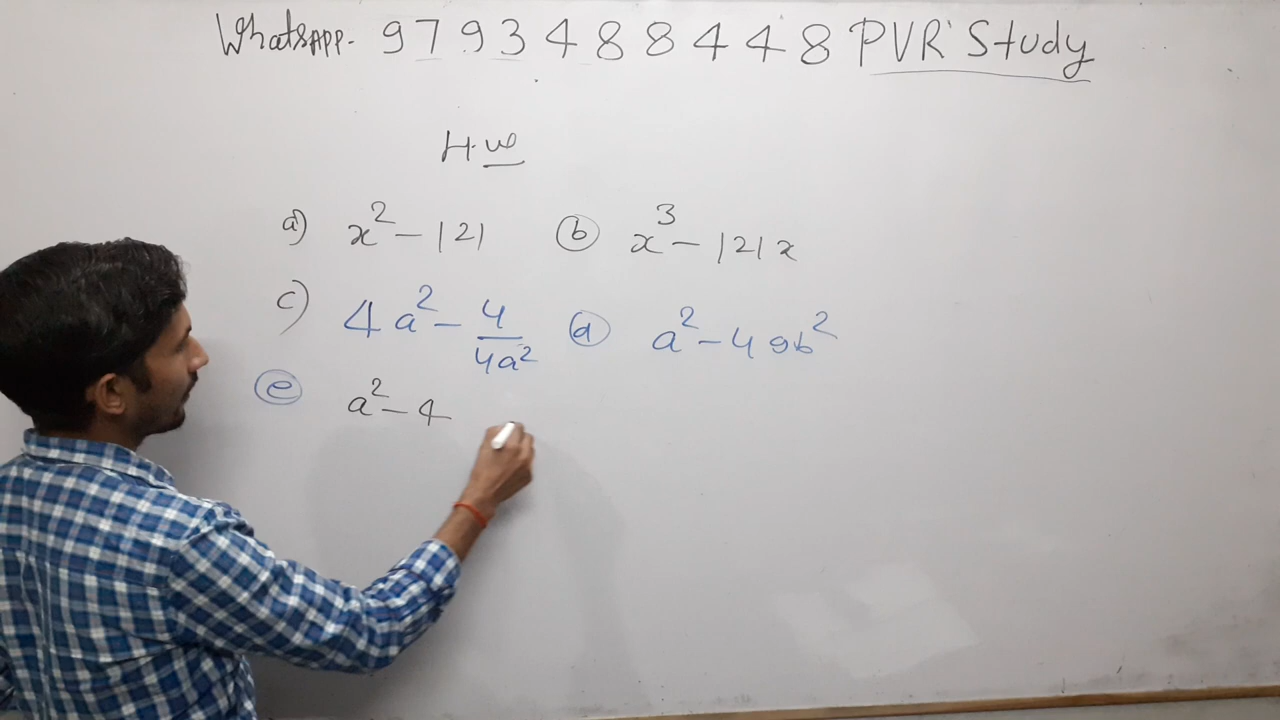 WhatsAPP. 9793488448 PVR Study
H.w
a) x² - 121 b x³ - 121x
c) 4a² - 4/4a² d a² - 49b²
e a² - 4